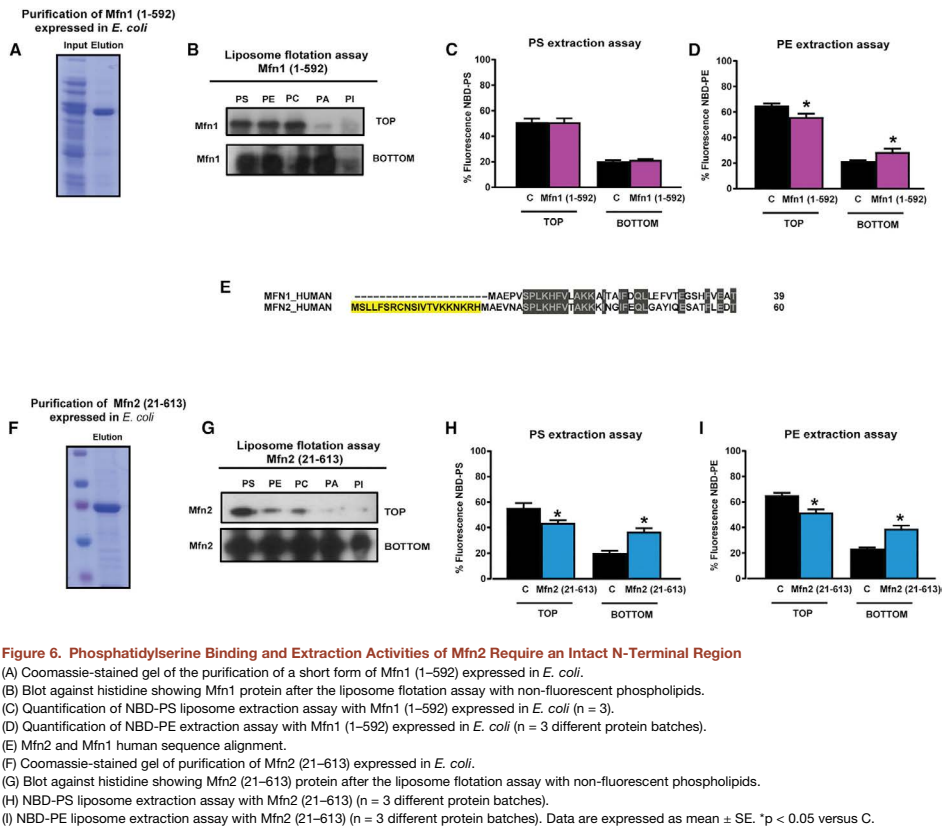 Purification of Mfn1 (1-592)
expressed in E. coli
A
Input Elution
B
Liposome flotation assay
Mfn1 (1-592)
PS PE PC PA PI
Mfn1
TOP
Mfn1
BOTTOM
C
PS extraction assay
% Fluorescence NBD-PS
100
80
60
40
20
0
C Mfn1 (1-592) C Mfn1 (1-592)
TOP BOTTOM
D
PE extraction assay
% Fluorescence NBD-PE
100
80
60
40
20
0
* *
C Mfn1 (1-592) C Mfn1 (1-592)
TOP BOTTOM
E
MFN1_HUMAN ---------------------MAEPVSPLKHFVLAKKAITAIFDQLLEFVTEGSHFVEAT 39
MFN2_HUMAN MSLLFSRCNSIVTVKKNKRHMAEVNASPLKHFVTAKKKINGIFEQLGAYIQESATFLEDT 60
Purification of Mfn2 (21-613)
expressed in E. coli
F
Elution
G
Liposome flotation assay
Mfn2 (21-613)
PS PE PC PA PI
Mfn2
TOP
Mfn2
BOTTOM
H
PS extraction assay
% Fluorescence NBD-PS
100
80
60
40
20
0
* *
C Mfn2 (21-613) C Mfn2 (21-613)
TOP BOTTOM
I
PE extraction assay
% Fluorescence NBD-PE
100
80
60
40
20
0
* *
C Mfn2 (21-613) C Mfn2 (21-613)
TOP BOTTOM
Figure 6. Phosphatidylserine Binding and Extraction Activities of Mfn2 Require an Intact N-Terminal Region
(A) Coomassie-stained gel of the purification of a short form of Mfn1 (1–592) expressed in E. coli.
(B) Blot against histidine showing Mfn1 protein after the liposome flotation assay with non-fluorescent phospholipids.
(C) Quantification of NBD-PS liposome extraction assay with Mfn1 (1–592) expressed in E. coli (n = 3).
(D) Quantification of NBD-PE extraction assay with Mfn1 (1–592) expressed in E. coli (n = 3 different protein batches).
(E) Mfn2 and Mfn1 human sequence alignment.
(F) Coomassie-stained gel of purification of Mfn2 (21–613) expressed in E. coli.
(G) Blot against histidine showing Mfn2 (21–613) protein after the liposome flotation assay with non-fluorescent phospholipids.
(H) NBD-PS liposome extraction assay with Mfn2 (21–613) (n = 3 different protein batches).
(I) NBD-PE liposome extraction assay with Mfn2 (21–613) (n = 3 different protein batches). Data are expressed as mean ± SE. *p < 0.05 versus C.